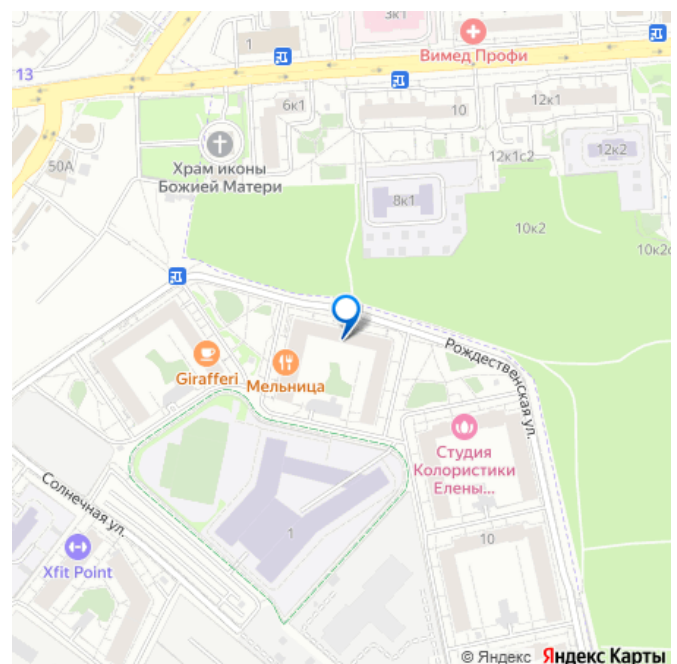 3к1
Вимед Профи
1
13
6к1
10
12к1
50А
Храм иконы
Божией Матери
12к1с2
12к2
8к1
10к2
Рождественская ул.
Girafferi
Мельница
Студия
Колористики
Елены...
Солнечная ул.
1
10
Xfit Point
© Яндекс Яндекс Карты